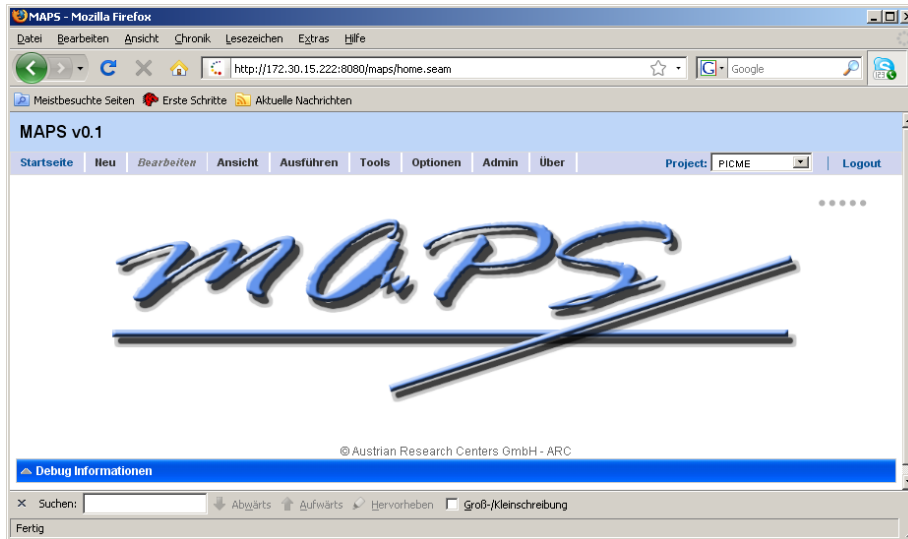 MAPS - Mozilla Firefox
Datei Bearbeiten Ansicht Chronik Lesezeichen Extras Hilfe
http://172.30.15.222:8080/maps/home.seam
G Google
Meistbesuchte Seiten Erste Schritte Aktuelle Nachrichten
MAPS v0.1
Startseite Neu Bearbeiten Ansicht Ausführen Tools Optionen Admin Über Project: PICME | Logout
MAPS
© Austrian Research Centers GmbH - ARC
Debug Informationen
× Suchen: Abwärts Aufwärts Hervorheben Groß-/Kleinschreibung
Fertig